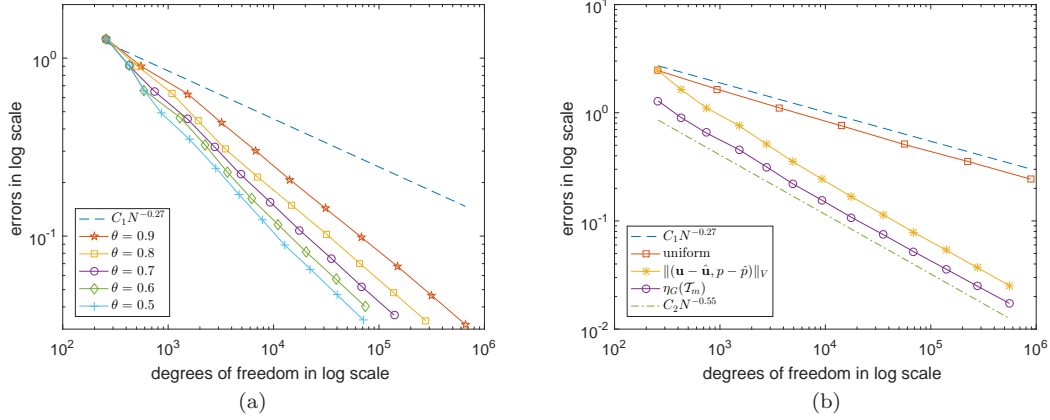 10^0
10^{-1}
errors in log scale
C_1N^{-0.27}
θ = 0.9
θ = 0.8
θ = 0.7
θ = 0.6
θ = 0.5
10^2
10^3
10^4
10^5
10^6
degrees of freedom in log scale
(a)
10^1
10^0
10^{-1}
10^{-2}
errors in log scale
C_1N^{-0.27}
uniform
‖(u − û, p − p̂)‖_V
η_G(𝒯_m)
C_2N^{-0.55}
10^2
10^3
10^4
10^5
10^6
degrees of freedom in log scale
(b)